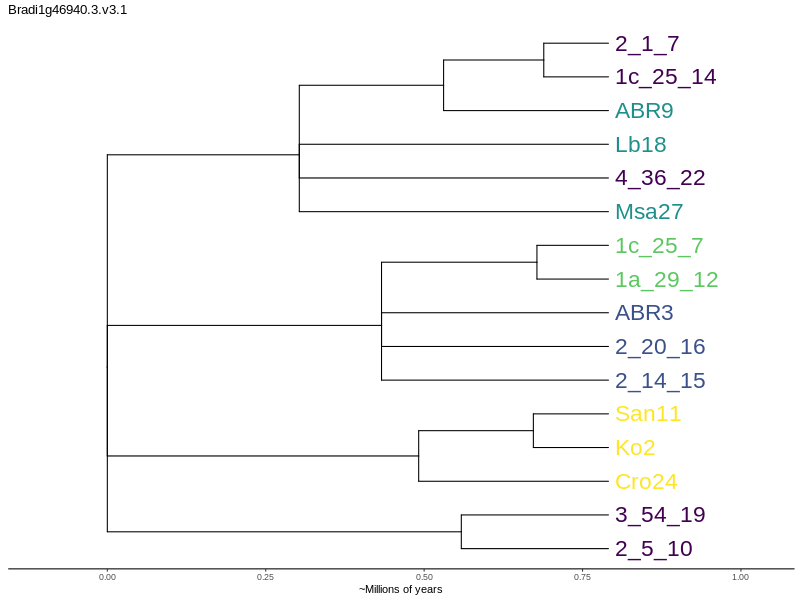 Bradi1g46940.3.v3.1
2_1_7
1c_25_14
ABR9
Lb18
4_36_22
Msa27
1c_25_7
1a_29_12
ABR3
2_20_16
2_14_15
San11
Ko2
Cro24
3_54_19
2_5_10
0.00 0.25 0.50 0.75 1.00
~Millions of years